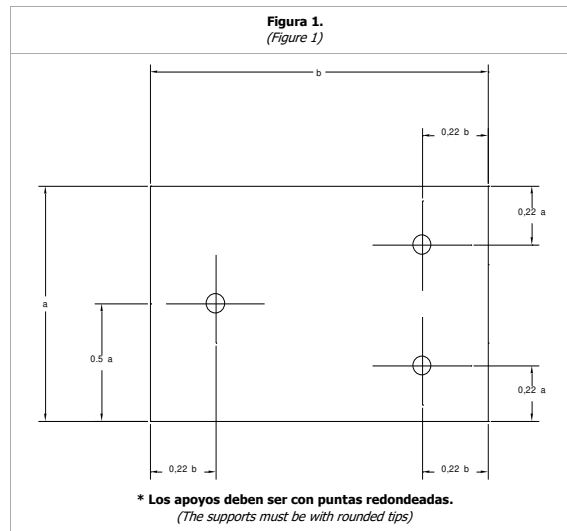 Figura 1.
(Figure 1)
b
0,22 b
0,22 a
a
0.5 a
0,22 a
0,22 b
0,22 b
* Los apoyos deben ser con puntas redondeadas.
(The supports must be with rounded tips)